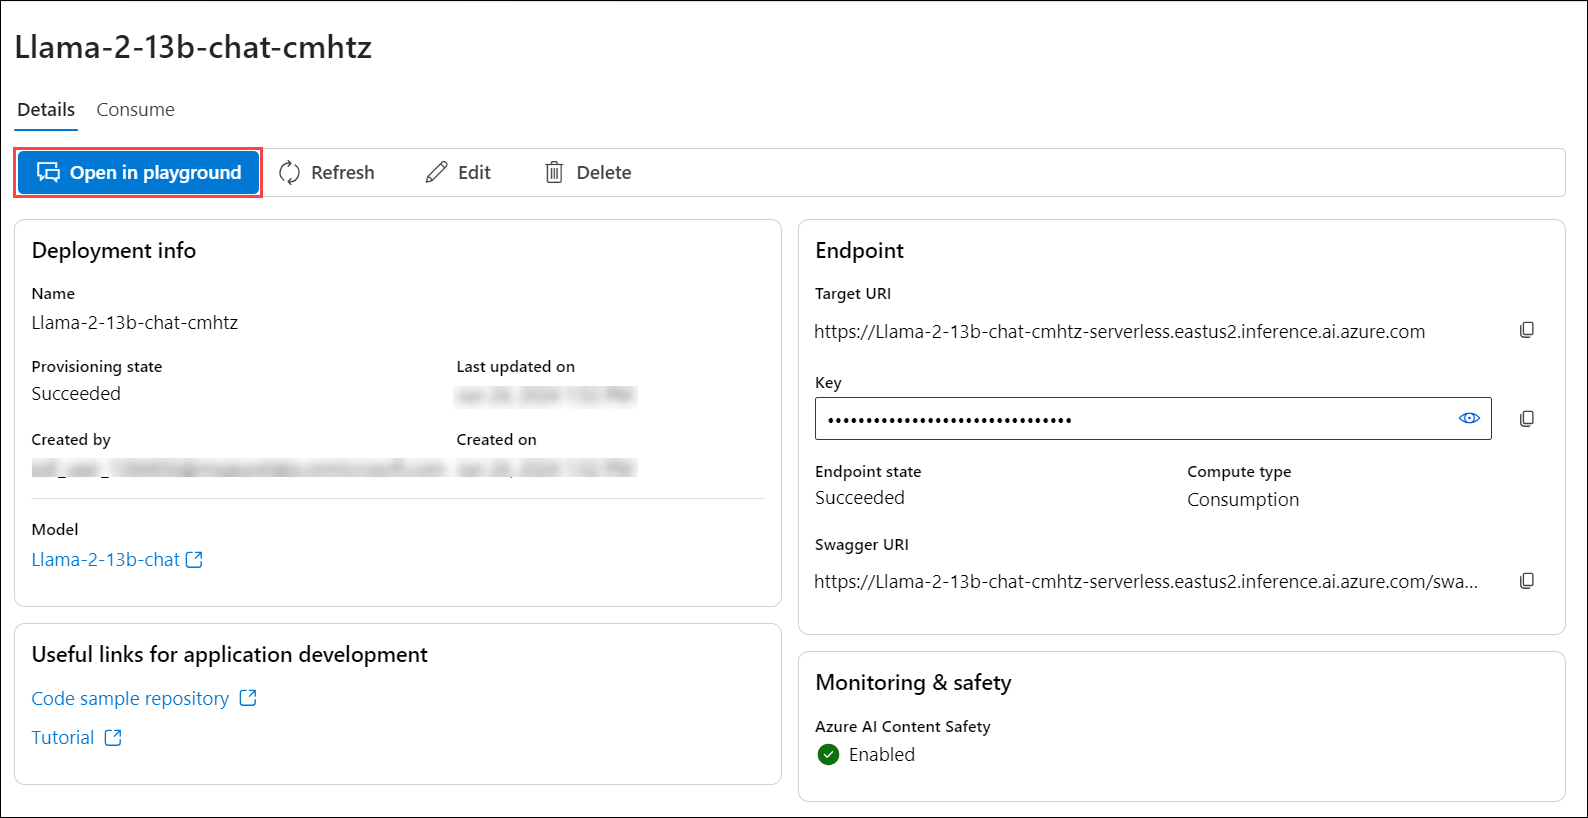 Llama-2-13b-chat-cmhtz
Details
Consume
Open in playground
Refresh
Edit
Delete
Deployment info
Name
Llama-2-13b-chat-cmhtz
Provisioning state
Succeeded
Last updated on
Created by
Created on
Model
Llama-2-13b-chat
Useful links for application development
Code sample repository
Tutorial
Endpoint
Target URI
https://Llama-2-13b-chat-cmhtz-serverless.eastus2.inference.ai.azure.com
Key
••••••••••••••••••••••••••••••••
Endpoint state
Succeeded
Compute type
Consumption
Swagger URI
https://Llama-2-13b-chat-cmhtz-serverless.eastus2.inference.ai.azure.com/swa...
Monitoring & safety
Azure AI Content Safety
Enabled